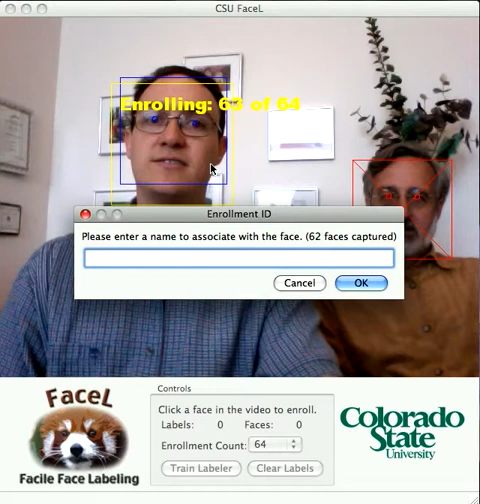 CSU FaceL
Enrolling: 63 of 64
Enrollment ID
Please enter a name to associate with the face. (62 faces captured)
Cancel
OK
FaceL
Facile Face Labeling
Controls
Click a face in the video to enroll.
Labels: 0 Faces: 0
Enrollment Count: 64
Train Labeler
Clear Labels
Colorado
State
University